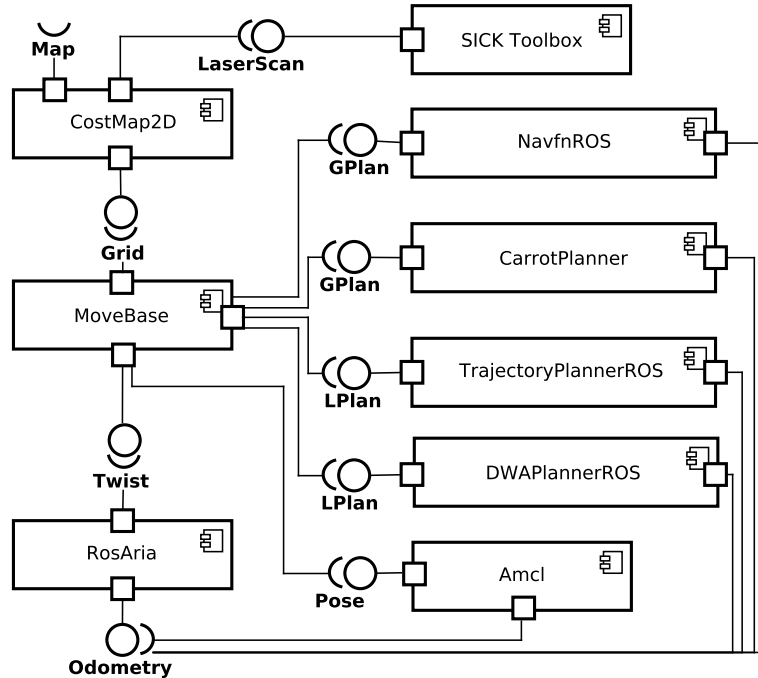 Map
LaserScan
SICK Toolbox
CostMap2D
NavfnROS
GPlan
Grid
CarrotPlanner
GPlan
MoveBase
TrajectoryPlannerROS
LPlan
DWAPlannerROS
Twist
LPlan
RosAria
Amcl
Pose
Odometry